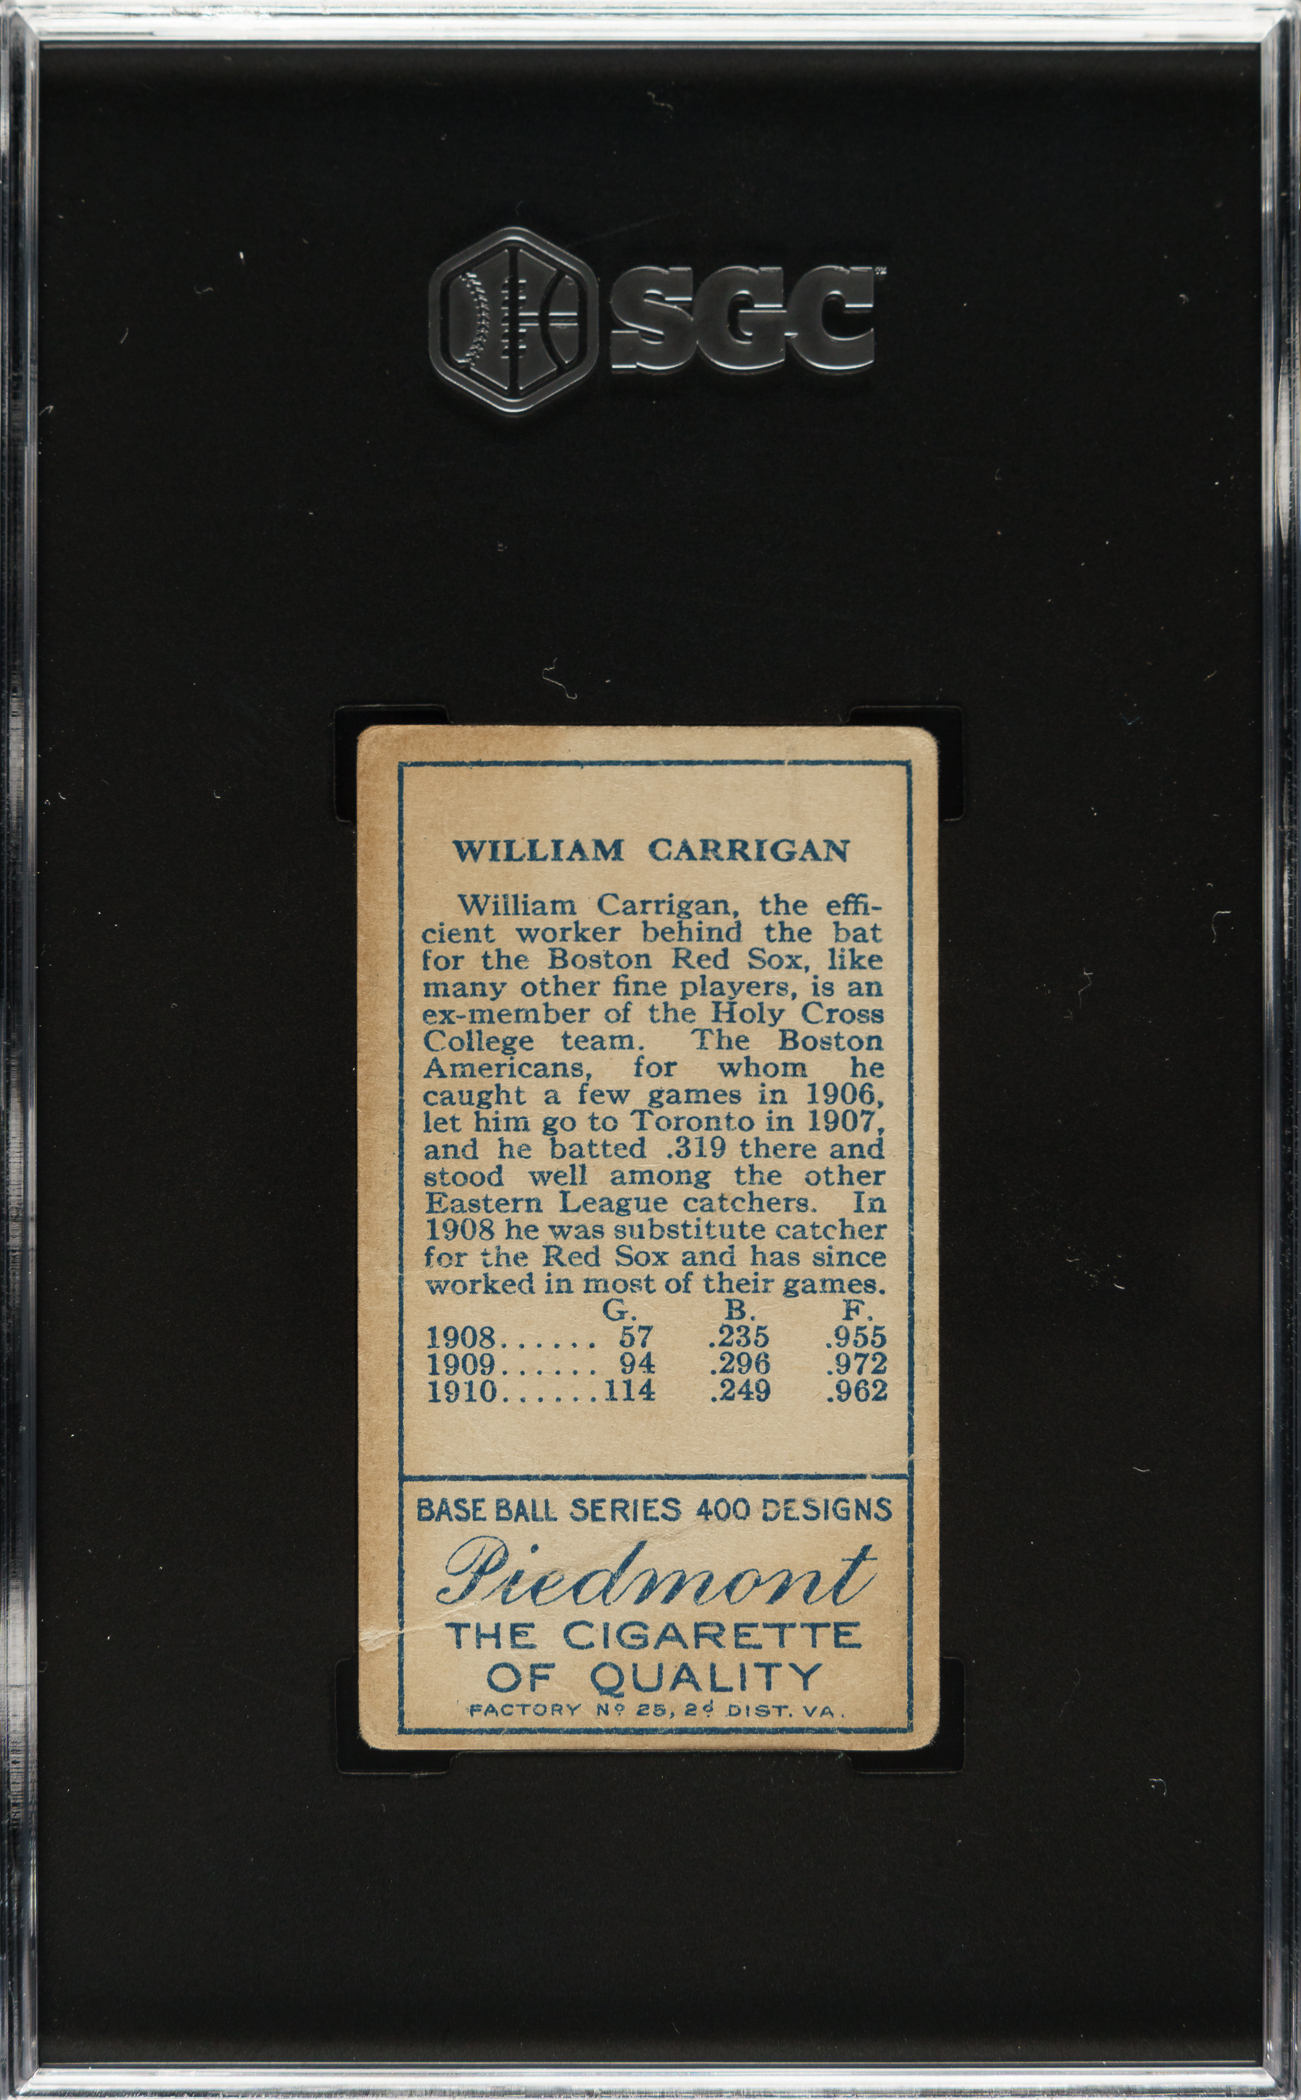 SGC
WILLIAM CARRIGAN
William Carrigan, the effi-
cient worker behind the bat
for the Boston Red Sox, like
many other fine players, is an
ex-member of the Holy Cross
College team. The Boston
Americans, for whom he
caught a few games in 1906,
let him go to Toronto in 1907,
and he batted .319 there and
stood well among the other
Eastern League catchers. In
1908 he was substitute catcher
for the Red Sox and has since
worked in most of their games.
G. B. F.
1908...... 57 .235 .955
1909...... 94 .296 .972
1910......114 .249 .962
BASE BALL SERIES 400 DESIGNS
Piedmont
THE CIGARETTE
OF QUALITY
FACTORY Nº 25, 2d DIST. VA.